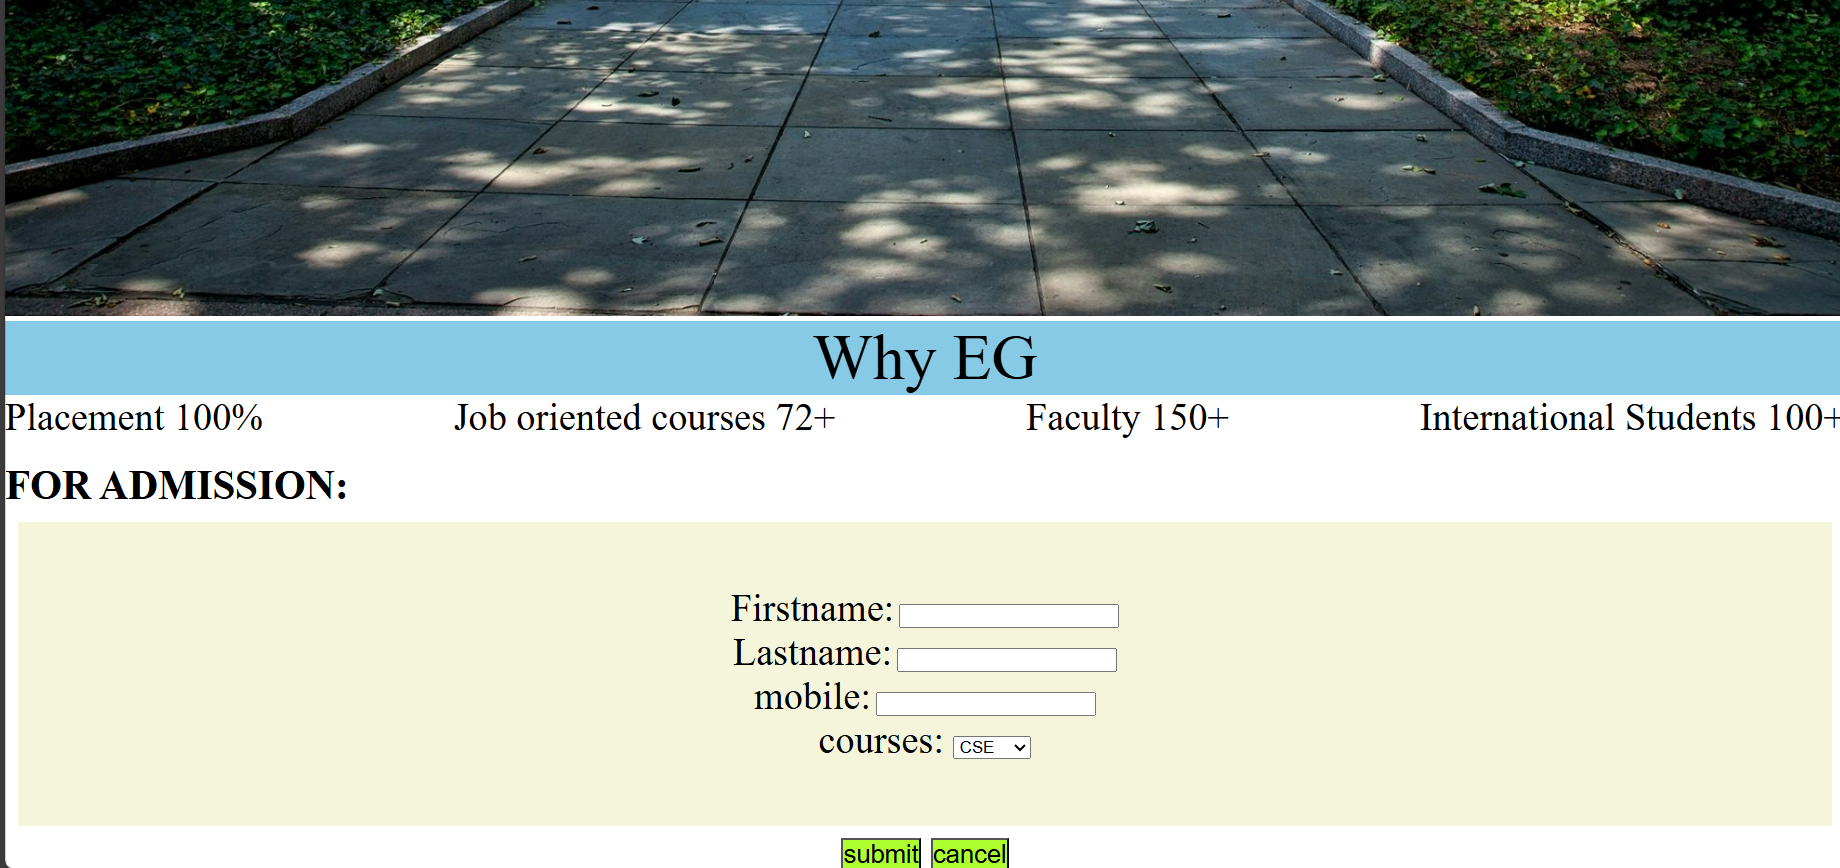 Why EG
Placement 100% Job oriented courses 72+ Faculty 150+ International Students 100+
FOR ADMISSION:
Firstname:
Lastname:
mobile:
courses: CSE
submit cancel